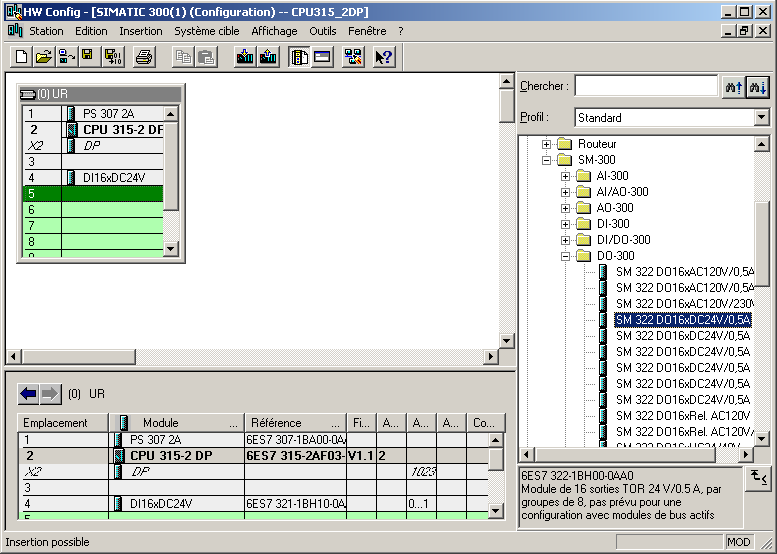 HW Config - [SIMATIC 300(1) (Configuration) -- CPU315_2DP]
Station Edition Insertion Système cible Affichage Outils Fenêtre ?
(0) UR
1 PS 307 2A
2 CPU 315-2 DP
X2 DP
3
4 DI16xDC24V
5
6
7
8
9
Chercher :
Profil : Standard
Routeur
SM-300
AI-300
AI/AO-300
AO-300
DI-300
DI/DO-300
DO-300
SM 322 DO16xAC120V/0,5A
SM 322 DO16xAC120V/0,5A
SM 322 DO16xAC120V/230V
SM 322 DO16xDC24V/0,5A
SM 322 DO16xDC24V/0,5A
SM 322 DO16xDC24V/0,5A
SM 322 DO16xDC24V/0,5A
SM 322 DO16xDC24V/0,5A
SM 322 DO16xDC24V/0,5A
SM 322 DO16xRel. AC120V
SM 322 DO16xRel. AC120V
(0) UR
Emplacement Module ... Référence ... Fi... A... A... A... Co...
1 PS 307 2A 6ES7 307-1BA00-0A
2 CPU 315-2 DP 6ES7 315-2AF03- V1.1 2
X2 DP 1023
3
4 DI16xDC24V 6ES7 321-1BH10-0A 0...1
5
6ES7 322-1BH00-0AA0
Module de 16 sorties TOR 24 V/0.5 A, par
groupes de 8, pas prévu pour une
configuration avec modules de bus actifs
Insertion possible MOD